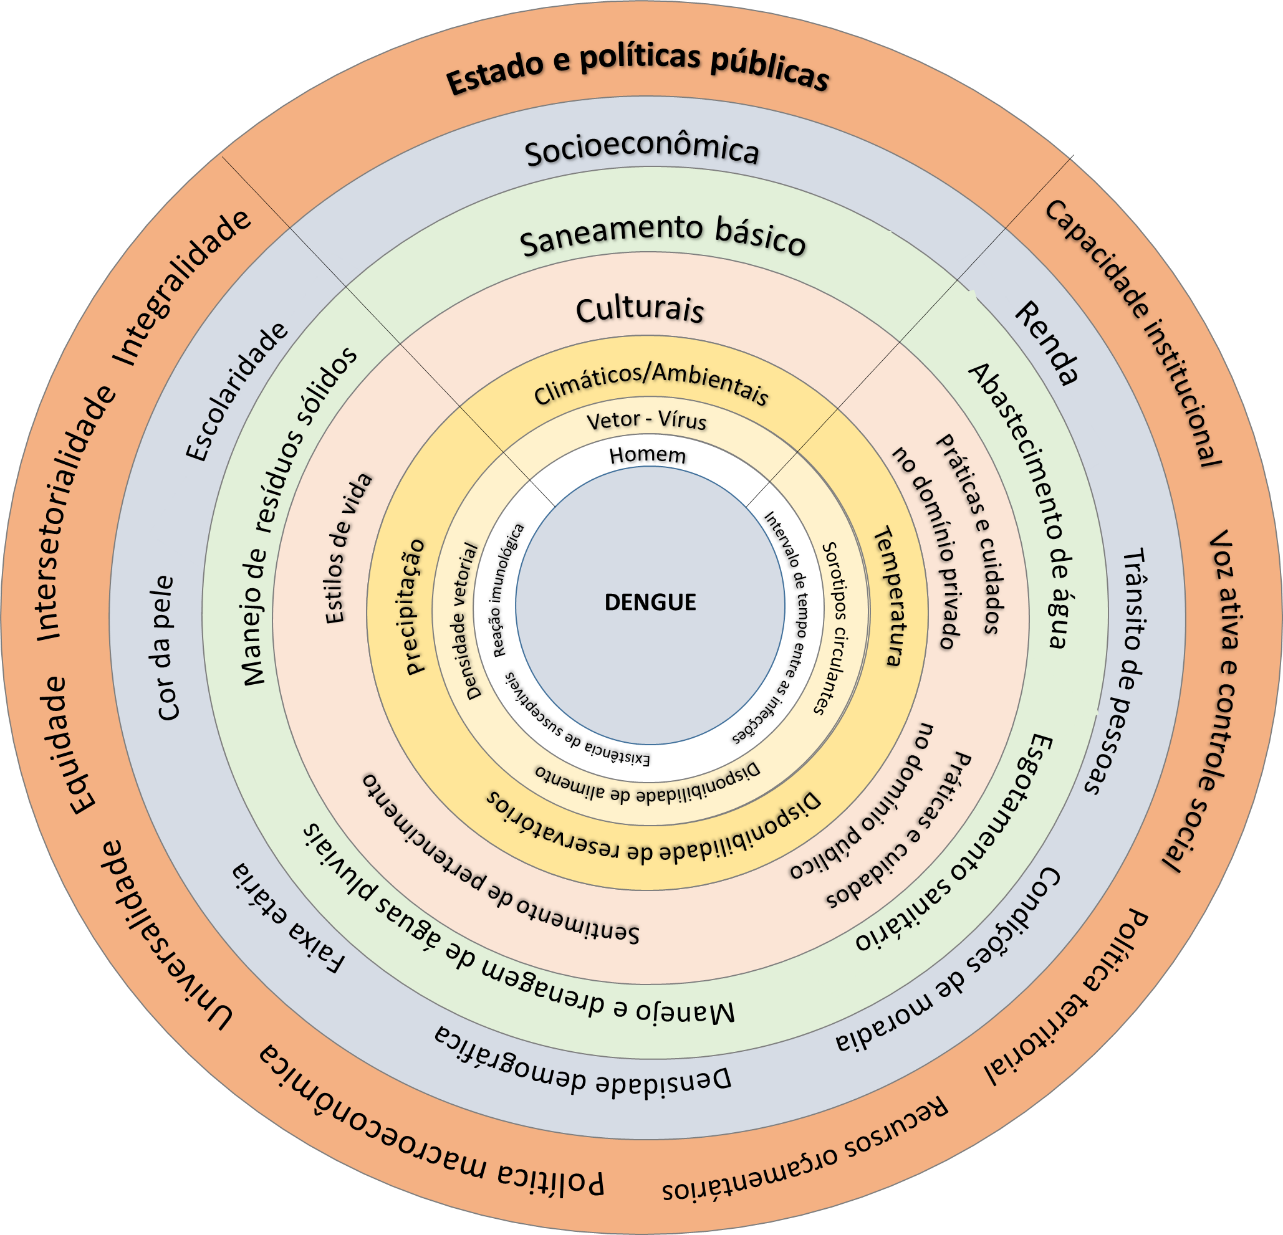 Estado e políticas públicas
Capacidade institucional
Voz ativa e controle social
Política territorial
Recursos orçamentários
Política macroeconômica
Universalidade
Equidade
Intersetorialidade
Integralidade
Socioeconômica
Renda
Trânsito de pessoas
Condições de moradia
Densidade demográfica
Faixa etária
Cor da pele
Escolaridade
Saneamento básico
Abastecimento de água
Esgotamento sanitário
Manejo e drenagem de águas pluviais
Manejo de resíduos sólidos
Culturais
Práticas e cuidados
no domínio privado
Práticas e cuidados
no domínio público
Sentimento de pertencimento
Estilos de vida
Climáticos/Ambientais
Temperatura
Disponibilidade de reservatórios
Precipitação
Vetor - Vírus
Sorotipos circulantes
Disponibilidade de alimento
Densidade vetorial
Homem
Intervalo de tempo entre as infecções
Existência de susceptíveis
Reação imunológica
DENGUE